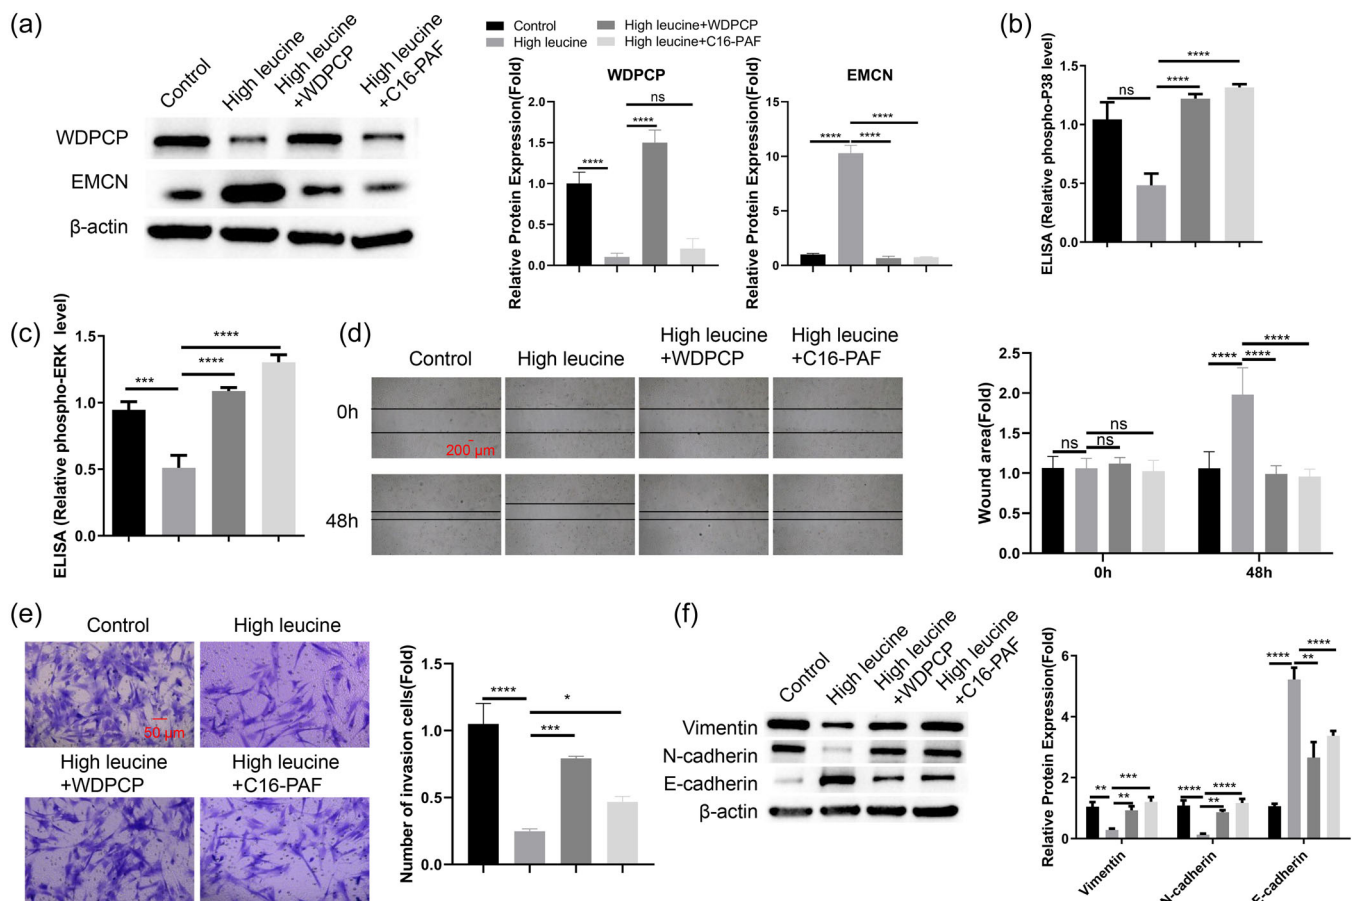 (a)
Control
High leucine
High leucine
+WDPCP
High leucine
+C16-PAF
WDPCP
EMCN
β-actin
Control
High leucine
High leucine+WDPCP
High leucine+C16-PAF
WDPCP
Relative Protein Expression(Fold)
2.0
1.5
1.0
0.5
0.0
****
****
ns
EMCN
Relative Protein Expression(Fold)
15
10
5
0
****
****
****
(b)
ELISA (Relative phospho-P38 level)
1.5
1.0
0.5
0.0
ns
****
****
(c)
ELISA (Relative phospho-ERK level)
1.5
1.0
0.5
0.0
***
****
****
(d)
Control
High leucine
High leucine
+WDPCP
High leucine
+C16-PAF
0h
200 μm
48h
Wound area(Fold)
2.5
2.0
1.5
1.0
0.5
0.0
ns
ns
ns
****
****
****
0h
48h
(e)
Control
High leucine
50 μm
High leucine
+WDPCP
High leucine
+C16-PAF
Number of invasion cells(Fold)
1.5
1.0
0.5
0.0
****
***
*
(f)
Control
High leucine
High leucine
+WDPCP
High leucine
+C16-PAF
Vimentin
N-cadherin
E-cadherin
β-actin
Relative Protein Expression(Fold)
6
4
2
0
**
**
***
****
**
****
****
**
****
Vimentin
N-cadherin
E-cadherin